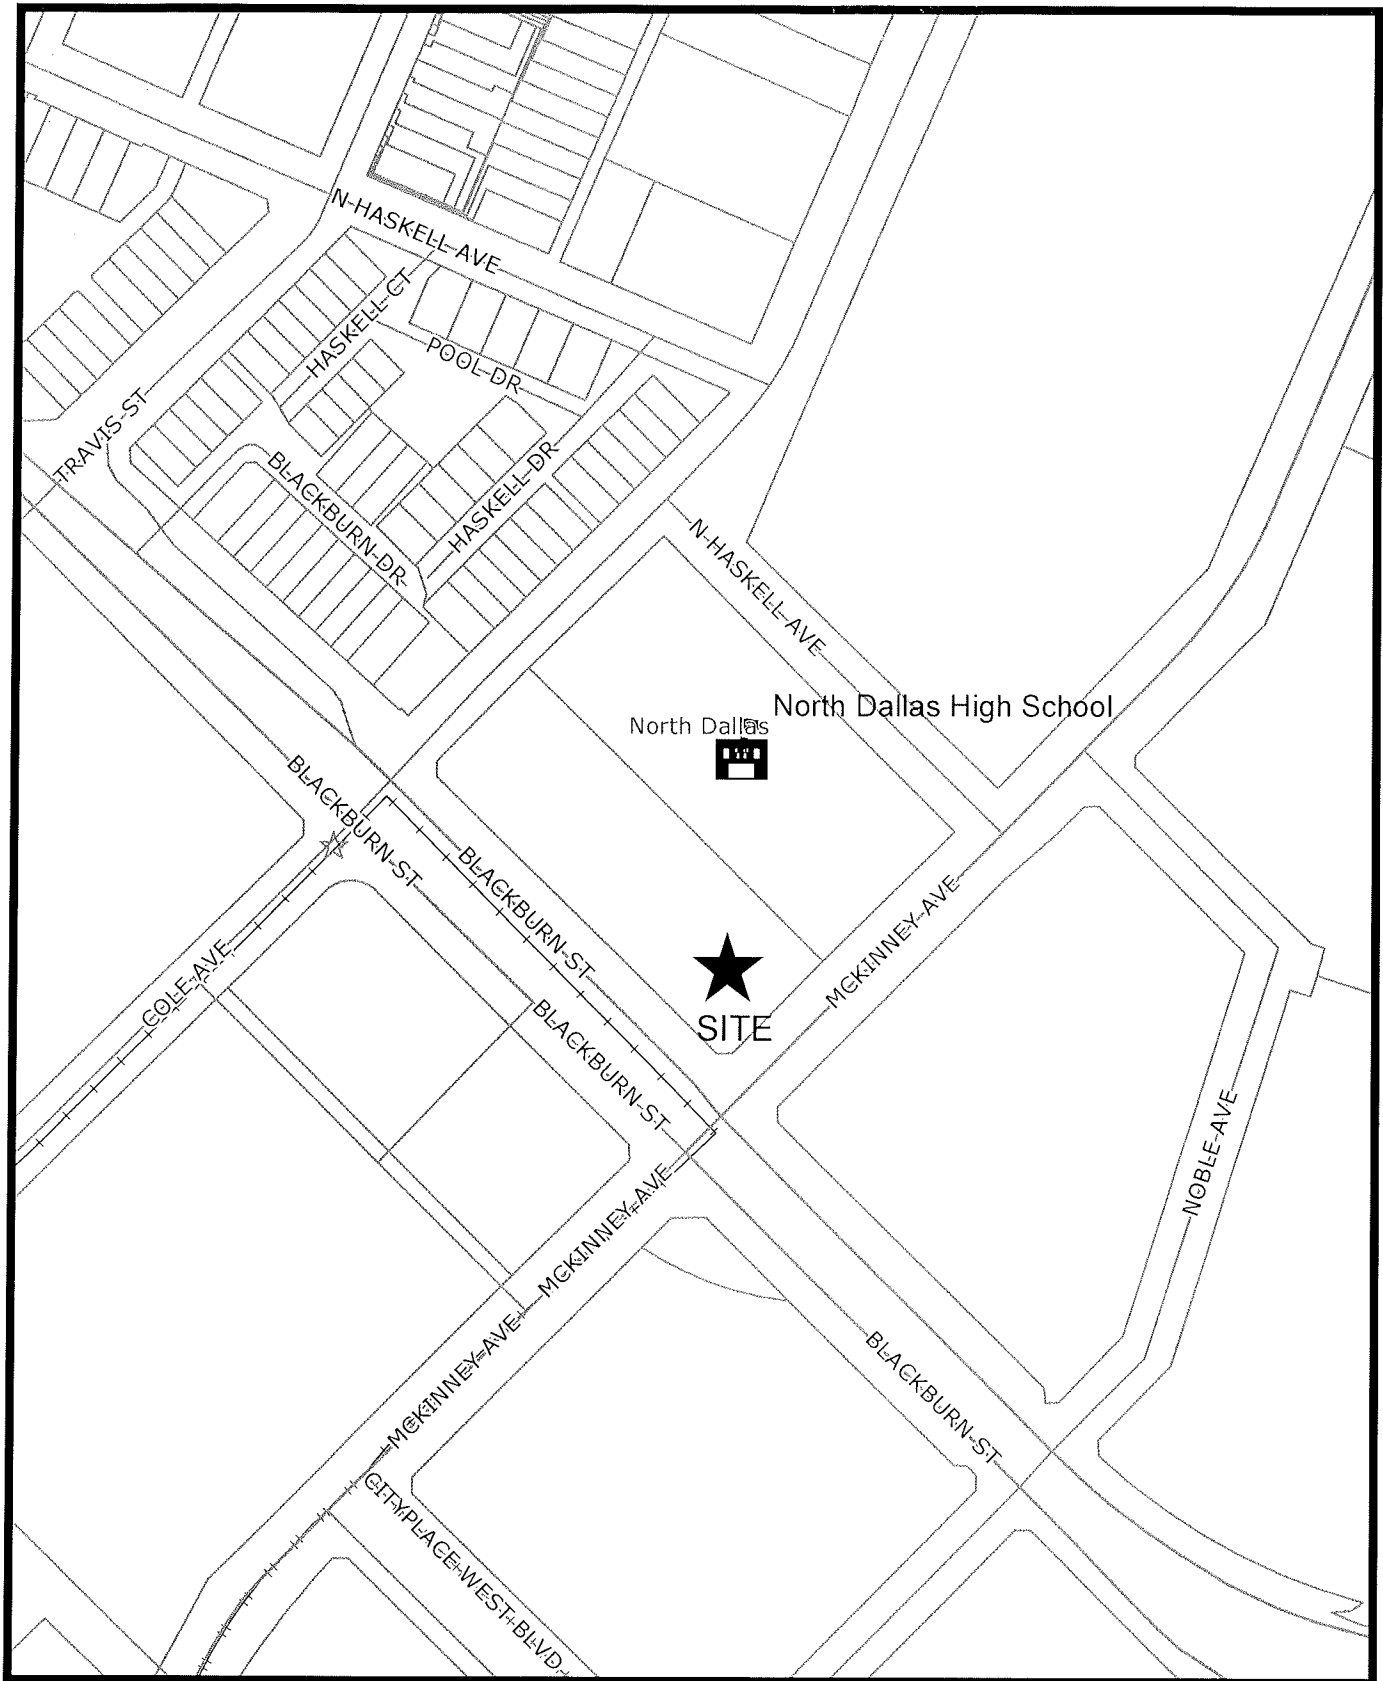 N HASKELL AVE
HASKELL CT
POOL DR
TRAVIS ST
BLACKBURN DR
HASKELL DR
N HASKELL AVE
North Dallas High School
North Dallas
BLACKBURN ST
BLACKBURN ST
MCKINNEY AVE
COLE AVE
SITE
BLACKBURN ST
NOBLE AVE
MCKINNEY AVE
MCKINNEY AVE
BLACKBURN ST
CITYPLACE WEST BLVD